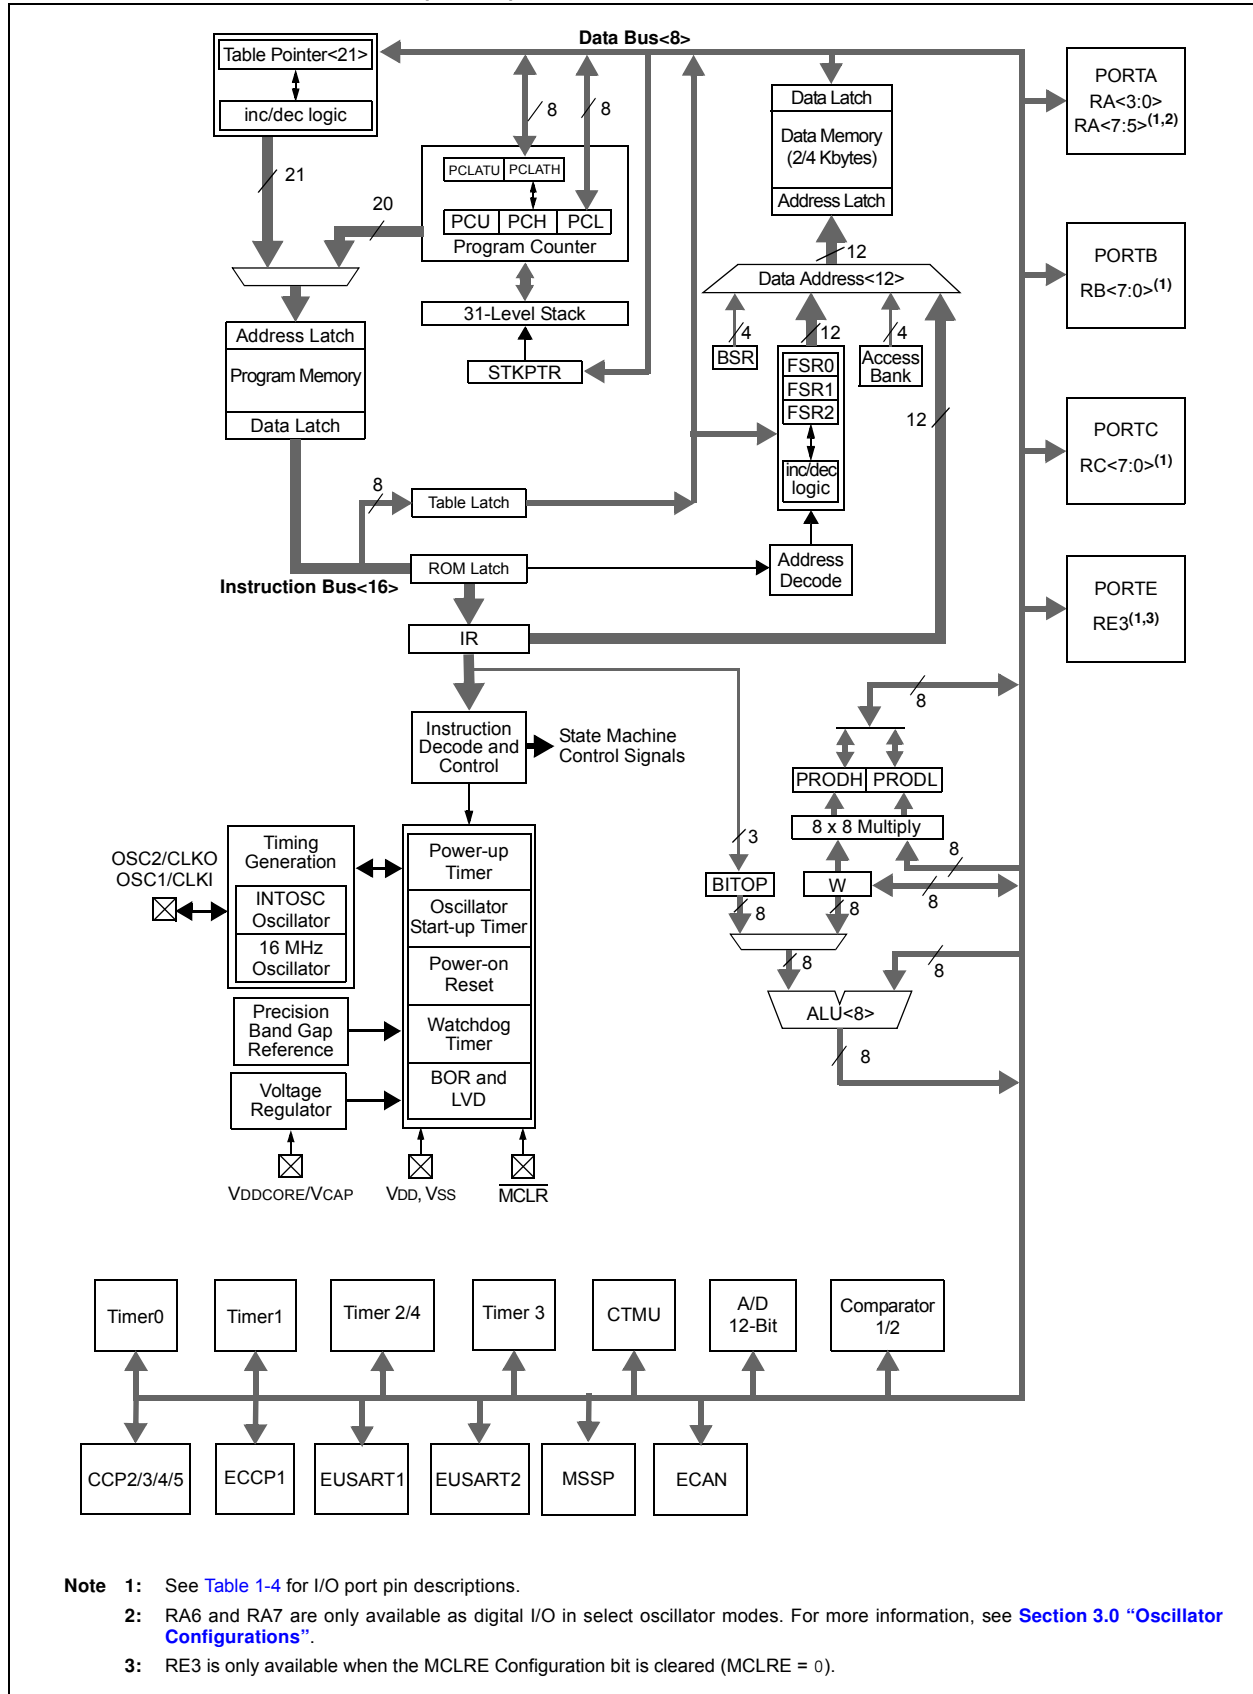 Data Bus<8>
Table Pointer<21>
inc/dec logic
21
20
8
8
PCLATU PCLATH
PCU PCH PCL
Program Counter
31-Level Stack
STKPTR
Data Latch
Data Memory
(2/4 Kbytes)
Address Latch
12
Data Address<12>
4
12
4
BSR
FSR0
FSR1
FSR2
inc/dec
logic
Access
Bank
12
PORTA
RA<3:0>
RA<7:5>(1,2)
PORTB
RB<7:0>(1)
PORTC
RC<7:0>(1)
PORTE
RE3(1,3)
Address Latch
Program Memory
Data Latch
8
Table Latch
ROM Latch
Instruction Bus<16>
Address
Decode
IR
Instruction
Decode and
Control
State Machine
Control Signals
8
PRODH PRODL
8 x 8 Multiply
3
8
BITOP
W
8
8
8
8
8
ALU<8>
8
OSC2/CLKO
OSC1/CLKI
Timing
Generation
INTOSC
Oscillator
16 MHz
Oscillator
Precision
Band Gap
Reference
Voltage
Regulator
Power-up
Timer
Oscillator
Start-up Timer
Power-on
Reset
Watchdog
Timer
BOR and
LVD
VDDCORE/VCAP
VDD, VSS
MCLR
Timer0
Timer1
Timer 2/4
Timer 3
CTMU
A/D
12-Bit
Comparator
1/2
CCP2/3/4/5
ECCP1
EUSART1
EUSART2
MSSP
ECAN
Note 1: See Table 1-4 for I/O port pin descriptions.
2: RA6 and RA7 are only available as digital I/O in select oscillator modes. For more information, see Section 3.0 “Oscillator
Configurations”.
3: RE3 is only available when the MCLRE Configuration bit is cleared (MCLRE = 0).